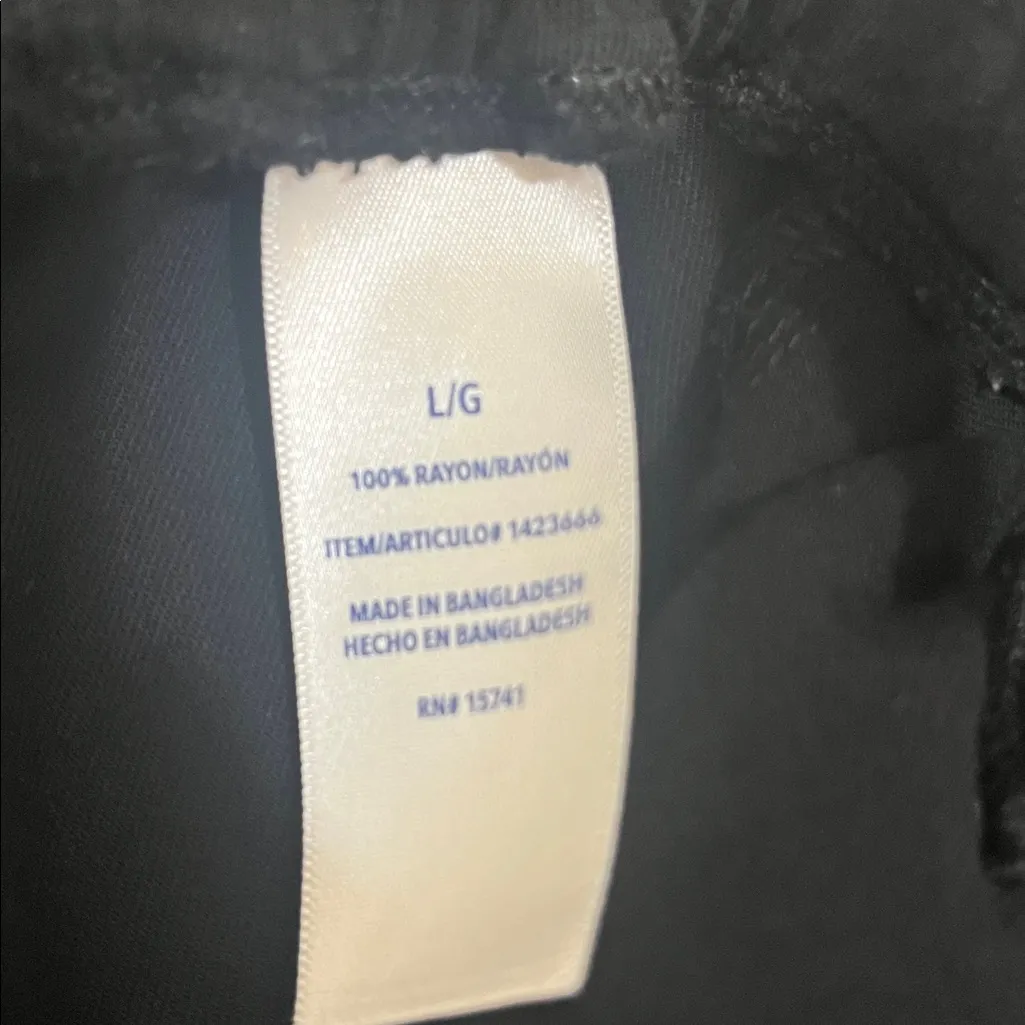 L/G
100% RAYON/RAYÓN
ITEM/ARTICULO# 1423666
MADE IN BANGLADESH
HECHO EN BANGLADESH
RN# 15741